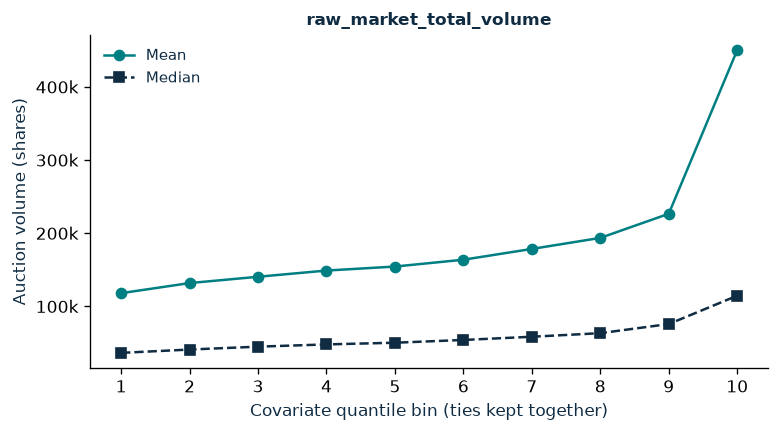 raw_market_total_volume
Mean
Median
Auction volume (shares)
400k
300k
200k
100k
1 2 3 4 5 6 7 8 9 10
Covariate quantile bin (ties kept together)